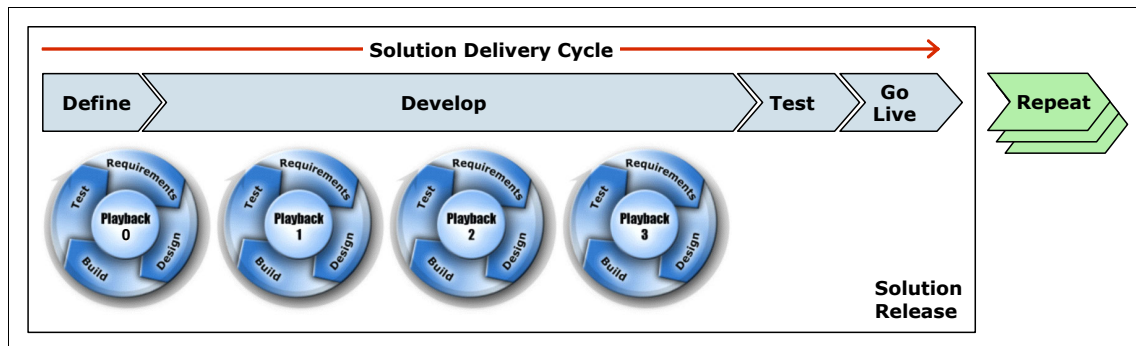 Solution Delivery Cycle
Define
Develop
Test
Go
Live
Repeat
Requirements
Test
Playback
0
Design
Build
Requirements
Test
Playback
1
Design
Build
Requirements
Test
Playback
2
Design
Build
Requirements
Test
Playback
3
Design
Build
Solution
Release